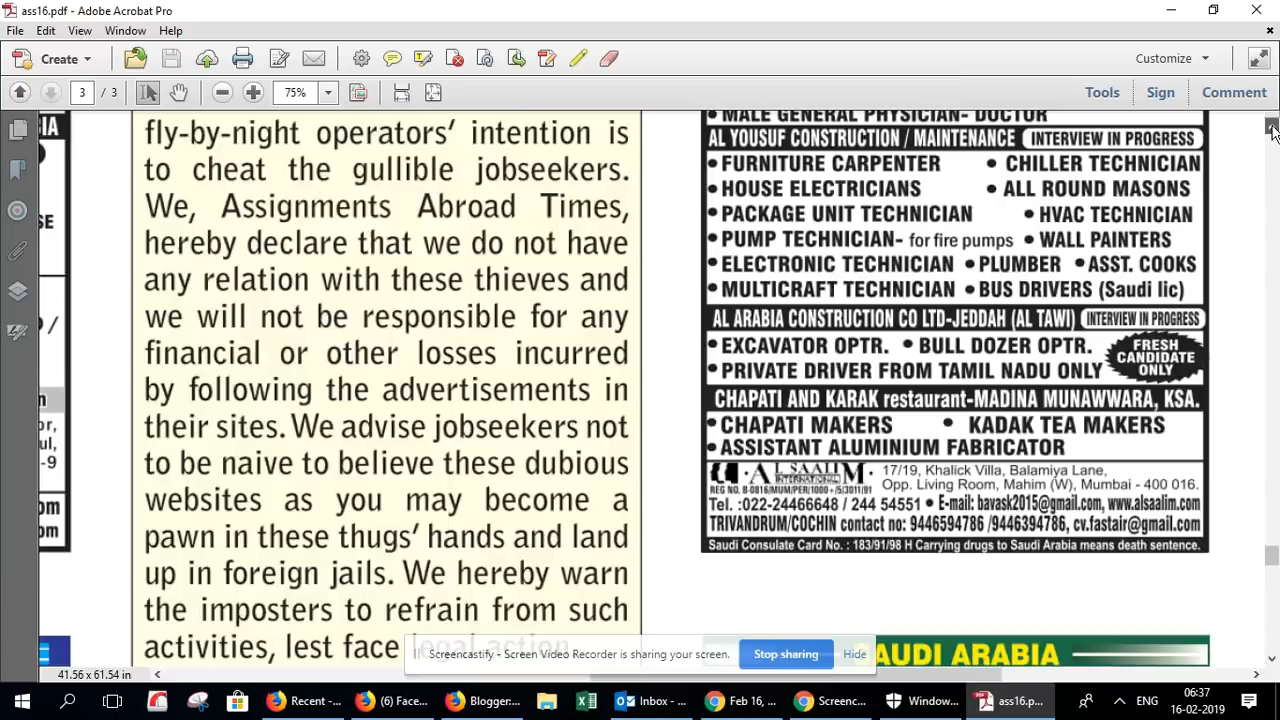 ass16.pdf - Adobe Acrobat Pro
File Edit View Window Help
Create
Customize
3 / 3
75%
Tools Sign Comment
fly-by-night operators' intention is
to cheat the gullible jobseekers.
We, Assignments Abroad Times,
hereby declare that we do not have
any relation with these thieves and
we will not be responsible for any
financial or other losses incurred
by following the advertisements in
their sites. We advise jobseekers not
to be naive to believe these dubious
websites as you may become a
pawn in these thugs' hands and land
up in foreign jails. We hereby warn
the imposters to refrain from such
activities, lest face legal action
• MALE GENERAL PHYSICIAN- DOCTOR
AL YOUSUF CONSTRUCTION / MAINTENANCE INTERVIEW IN PROGRESS
• FURNITURE CARPENTER • CHILLER TECHNICIAN
• HOUSE ELECTRICIANS • ALL ROUND MASONS
• PACKAGE UNIT TECHNICIAN • HVAC TECHNICIAN
• PUMP TECHNICIAN- for fire pumps • WALL PAINTERS
• ELECTRONIC TECHNICIAN • PLUMBER • ASST. COOKS
• MULTICRAFT TECHNICIAN • BUS DRIVERS (Saudi lic)
AL ARABIA CONSTRUCTION CO LTD-JEDDAH (AL TAWI) INTERVIEW IN PROGRESS
• EXCAVATOR OPTR. • BULL DOZER OPTR.
• PRIVATE DRIVER FROM TAMIL NADU ONLY
FRESH
CANDIDATE
ONLY
CHAPATI AND KARAK restaurant-MADINA MUNAWWARA, KSA.
• CHAPATI MAKERS • KADAK TEA MAKERS
• ASSISTANT ALUMINIUM FABRICATOR
AL SAALIM
INTERNATIONAL
REG NO. B-0816/MUM/PER/1000+/5/3011/91
17/19, Khalick Villa, Balamiya Lane,
Opp. Living Room, Mahim (W), Mumbai - 400 016.
Tel. :022-24466648 / 244 54551 • E-mail: bavask2015@gmail.com, www.alsaalim.com
TRIVANDRUM/COCHIN contact no: 9446594786 /9446394786, cv.fastair@gmail.com
Saudi Consulate Card No. : 183/91/98 H Carrying drugs to Saudi Arabia means death sentence.
AUDI ARABIA
Screencastify - Screen Video Recorder is sharing your screen. Stop sharing Hide
41.56 x 61.54 in
Recent - ... (6) Face... Blogger:... Inbox - ... Feb 16, ... Screenc... Window... ass16.p...
ENG
06:37
16-02-2019